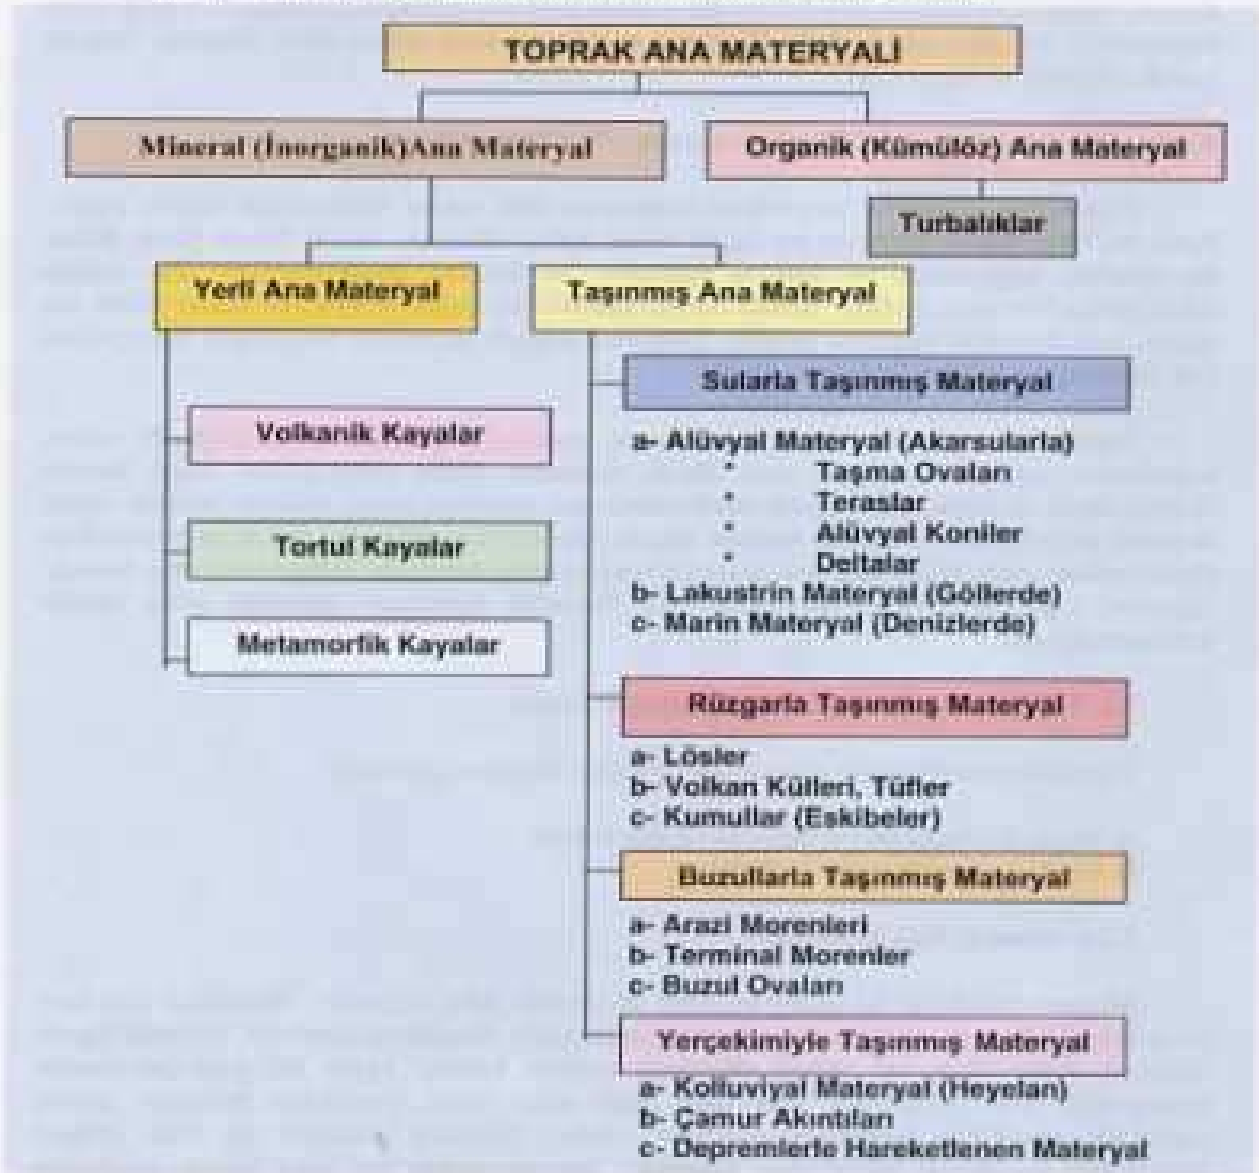 TOPRAK ANA MATERYALİ
Mineral (İnorganik)Ana Materyal
Organik (Kümülöz) Ana Materyal
Turbalıklar
Yerli Ana Materyal
Taşınmış Ana Materyal
Volkanik Kayalar
Tortul Kayalar
Metamorfik Kayalar
Sularla Taşınmış Materyal
a- Alüvyal Materyal (Akarsularla)
* Taşma Ovaları
* Teraslar
* Alüvyal Koniler
* Deltalar
b- Lakustrin Materyal (Göllerde)
c- Marin Materyal (Denizlerde)
Rüzgarla Taşınmış Materyal
a- Lösler
b- Volkan Külleri, Tüfler
c- Kumullar (Eskibeler)
Buzullarla Taşınmış Materyal
a- Arazi Morenleri
b- Terminal Morenler
c- Buzul Ovaları
Yerçekimiyle Taşınmış Materyal
a- Kolluviyal Materyal (Heyelan)
b- Çamur Akıntıları
c- Depremlerle Hareketlenen Materyal